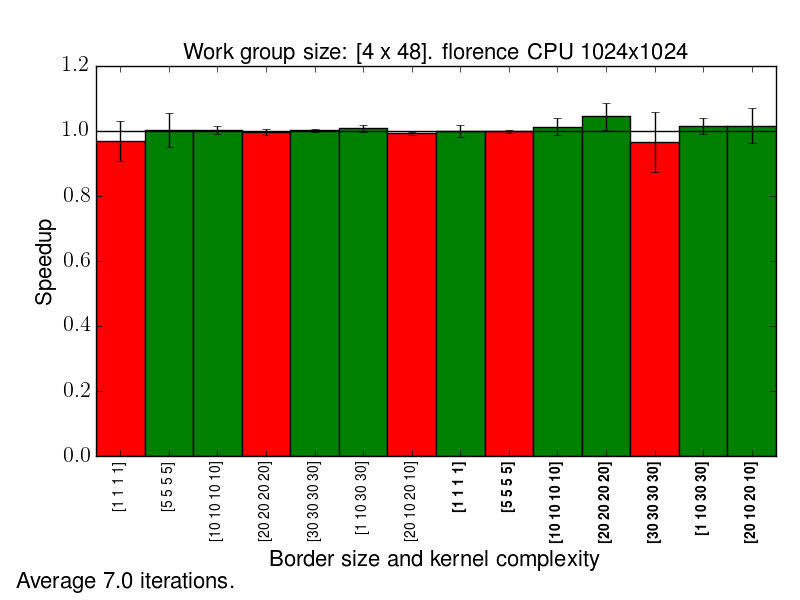 Work group size: [4 x 48]. florence CPU 1024x1024
1.2
1.0
0.8
0.6
0.4
0.2
0.0
Speedup
[1 1 1 1]
[5 5 5 5]
[10 10 10 10]
[20 20 20 20]
[30 30 30 30]
[1 10 30 30]
[20 10 20 10]
[1 1 1 1]
[5 5 5 5]
[10 10 10 10]
[20 20 20 20]
[30 30 30 30]
[1 10 30 30]
[20 10 20 10]
Border size and kernel complexity
Average 7.0 iterations.